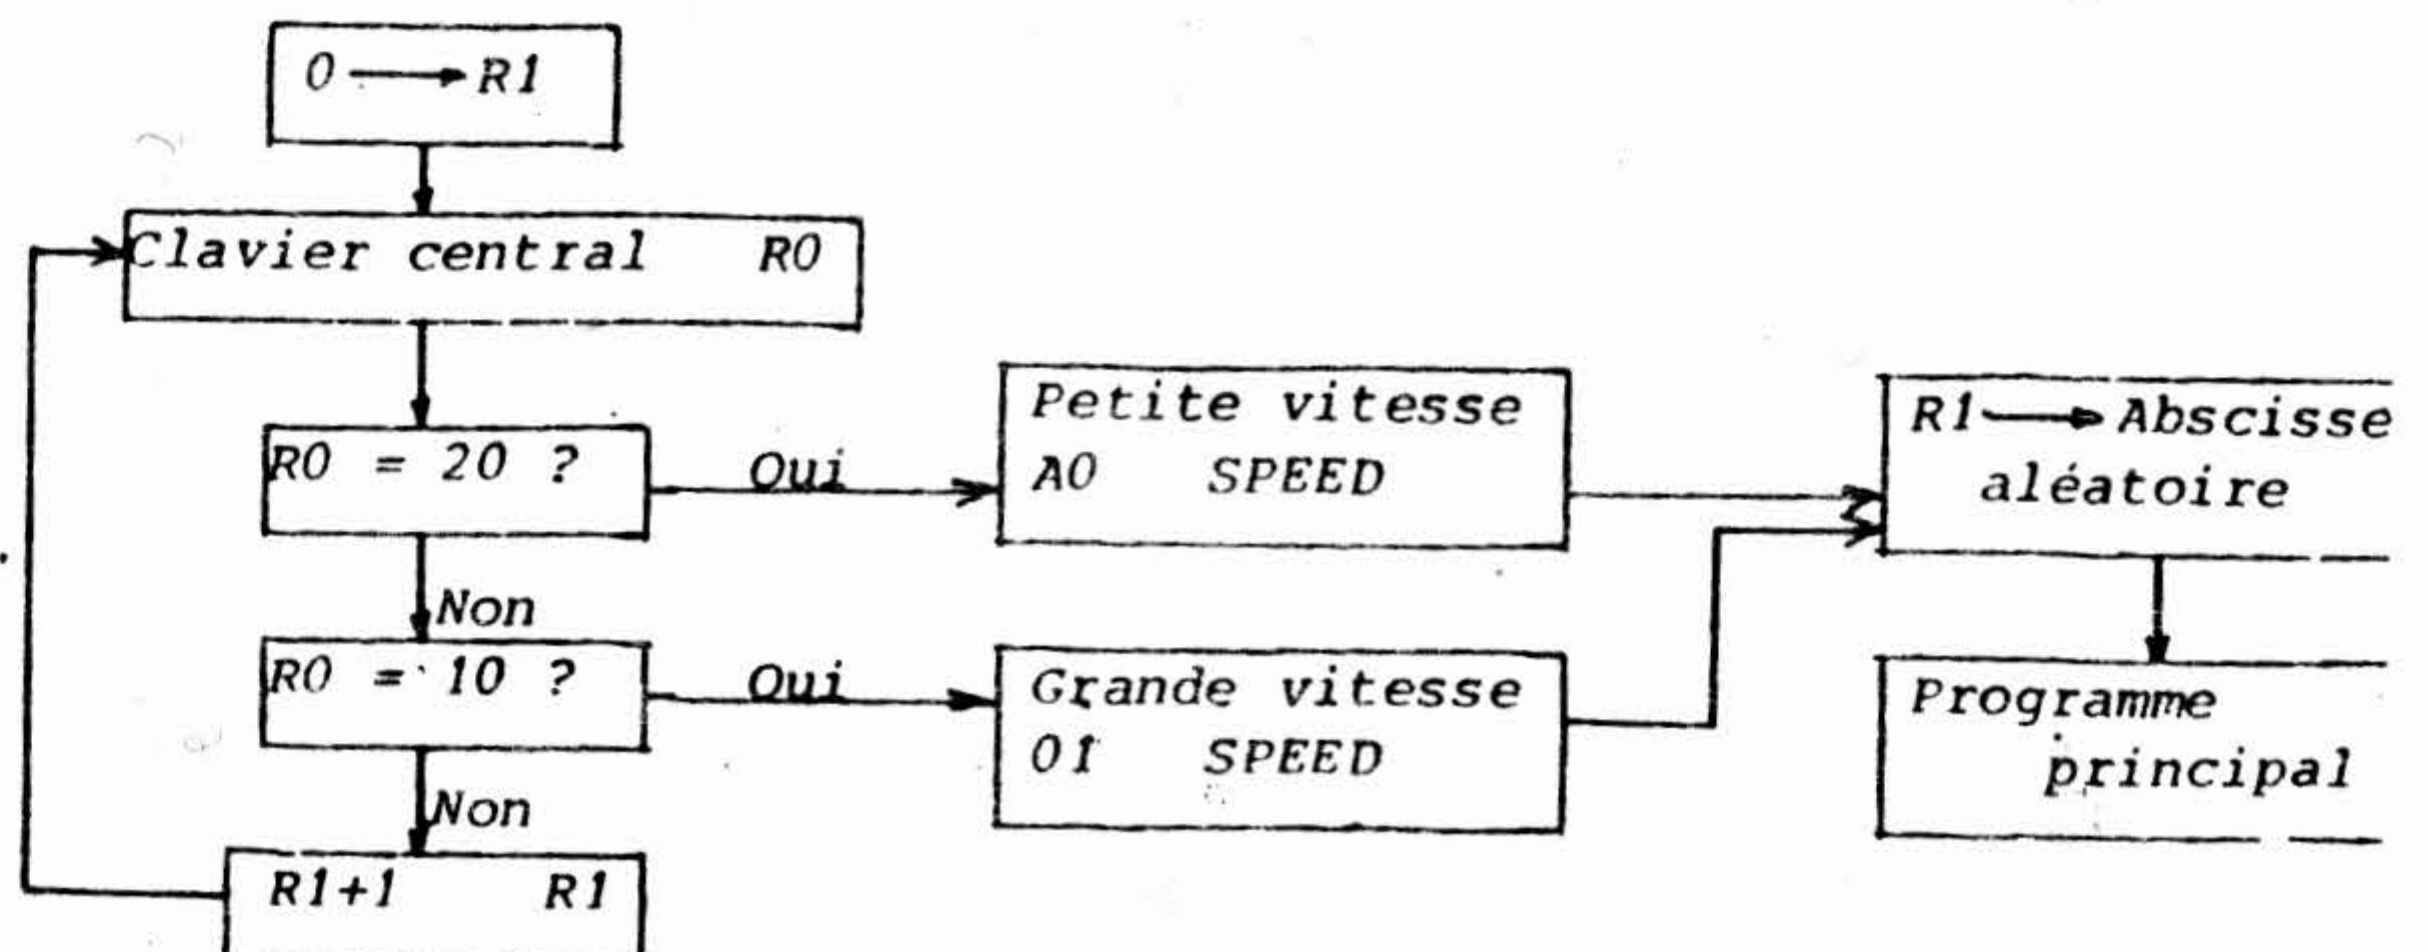 0 → R1
Clavier central R0
R0 = 20 ?
Oui
Petite vitesse
A0 SPEED
R1 → Abscisse
aléatoire
Non
R0 = 10 ?
Oui
Grande vitesse
01 SPEED
Programme
principal
Non
R1+1 R1